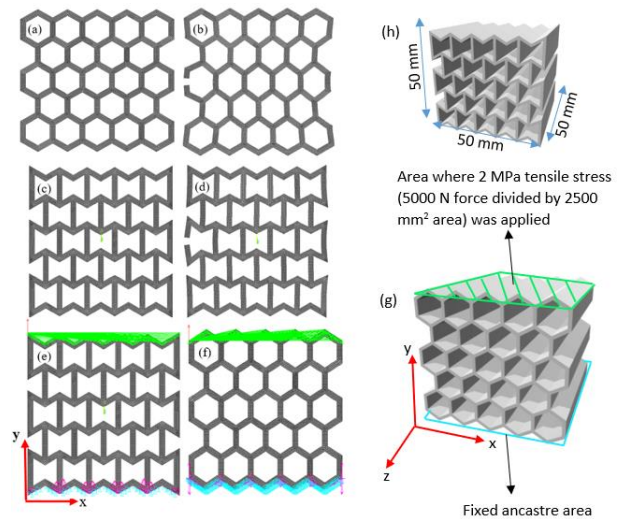 (a)
(b)
(c)
(d)
(e)
(f)
y
x
(h)
50 mm
50 mm
50 mm
Area where 2 MPa tensile stress
(5000 N force divided by 2500
mm² area) was applied
(g)
y
x
z
Fixed ancastre area